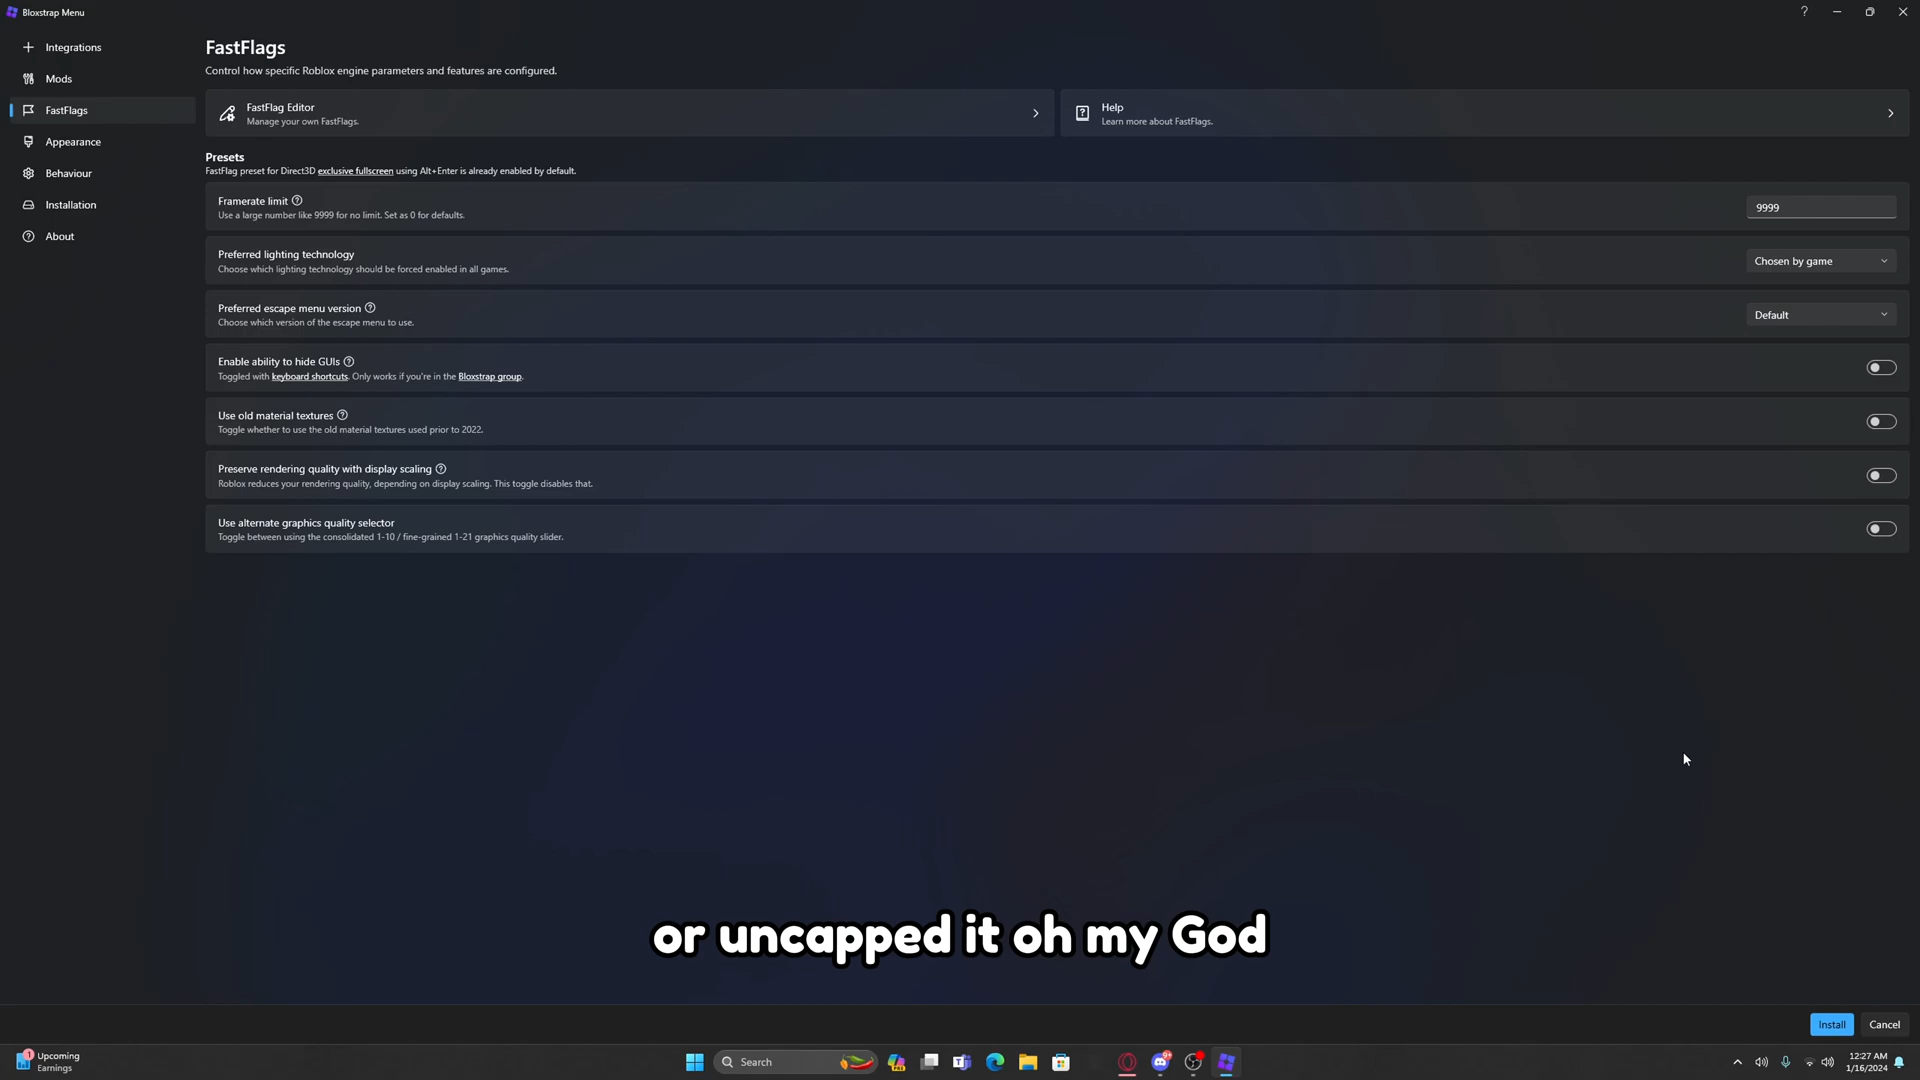 Bloxstrap Menu
Integrations
Mods
FastFlags
Appearance
Behaviour
Installation
About
FastFlags
Control how specific Roblox engine parameters and features are configured.
FastFlag Editor
Manage your own FastFlags.
Help
Learn more about FastFlags.
Presets
FastFlag preset for Direct3D exclusive fullscreen using Alt+Enter is already enabled by default.
Framerate limit
Use a large number like 9999 for no limit. Set as 0 for defaults.
9999
Preferred lighting technology
Choose which lighting technology should be forced enabled in all games.
Chosen by game
Preferred escape menu version
Choose which version of the escape menu to use.
Default
Enable ability to hide GUIs
Toggled with keyboard shortcuts. Only works if you're in the Bloxstrap group.
Use old material textures
Toggle whether to use the old material textures used prior to 2022.
Preserve rendering quality with display scaling
Roblox reduces your rendering quality, depending on display scaling. This toggle disables that.
Use alternate graphics quality selector
Toggle between using the consolidated 1-10 / fine-grained 1-21 graphics quality slider.
or uncapped it oh my God
Install
Cancel
1
Upcoming
Earnings
Search
PRE
9+
12:27 AM
1/16/2024